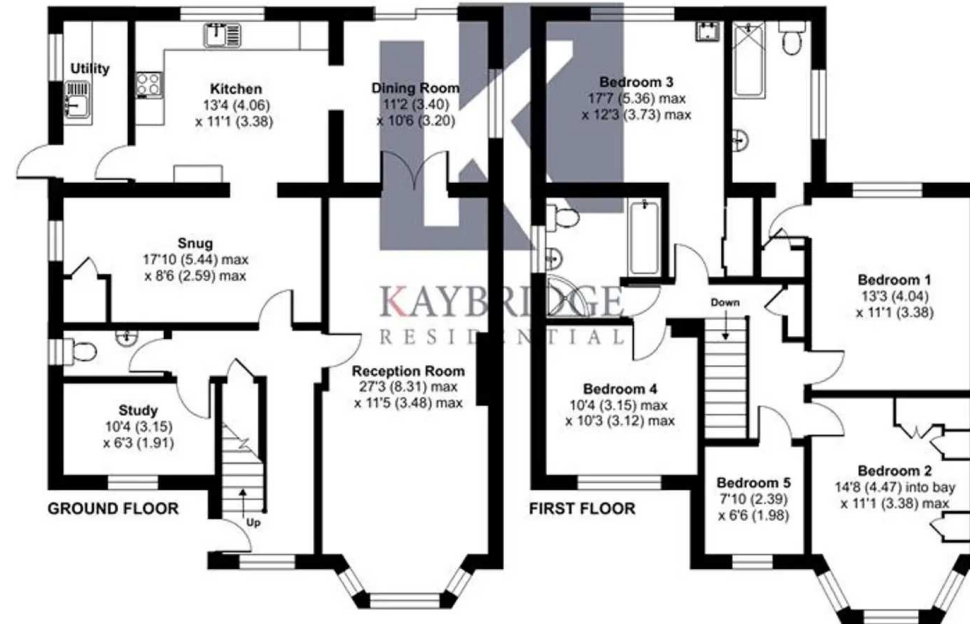 Utility
Kitchen
13'4 (4.06)
x 11'1 (3.38)
Dining Room
11'2 (3.40)
x 10'6 (3.20)
Snug
17'10 (5.44) max
x 8'6 (2.59) max
Study
10'4 (3.15)
x 6'3 (1.91)
Reception Room
27'3 (8.31) max
x 11'5 (3.48) max
Up
GROUND FLOOR
KAYBRIDGE
RESIDENTIAL
Bedroom 3
17'7 (5.36) max
x 12'3 (3.73) max
Bedroom 1
13'3 (4.04)
x 11'1 (3.38)
Down
Bedroom 4
10'4 (3.15) max
x 10'3 (3.12) max
Bedroom 5
7'10 (2.39)
x 6'6 (1.98)
Bedroom 2
14'8 (4.47) into bay
x 11'1 (3.38) max
FIRST FLOOR